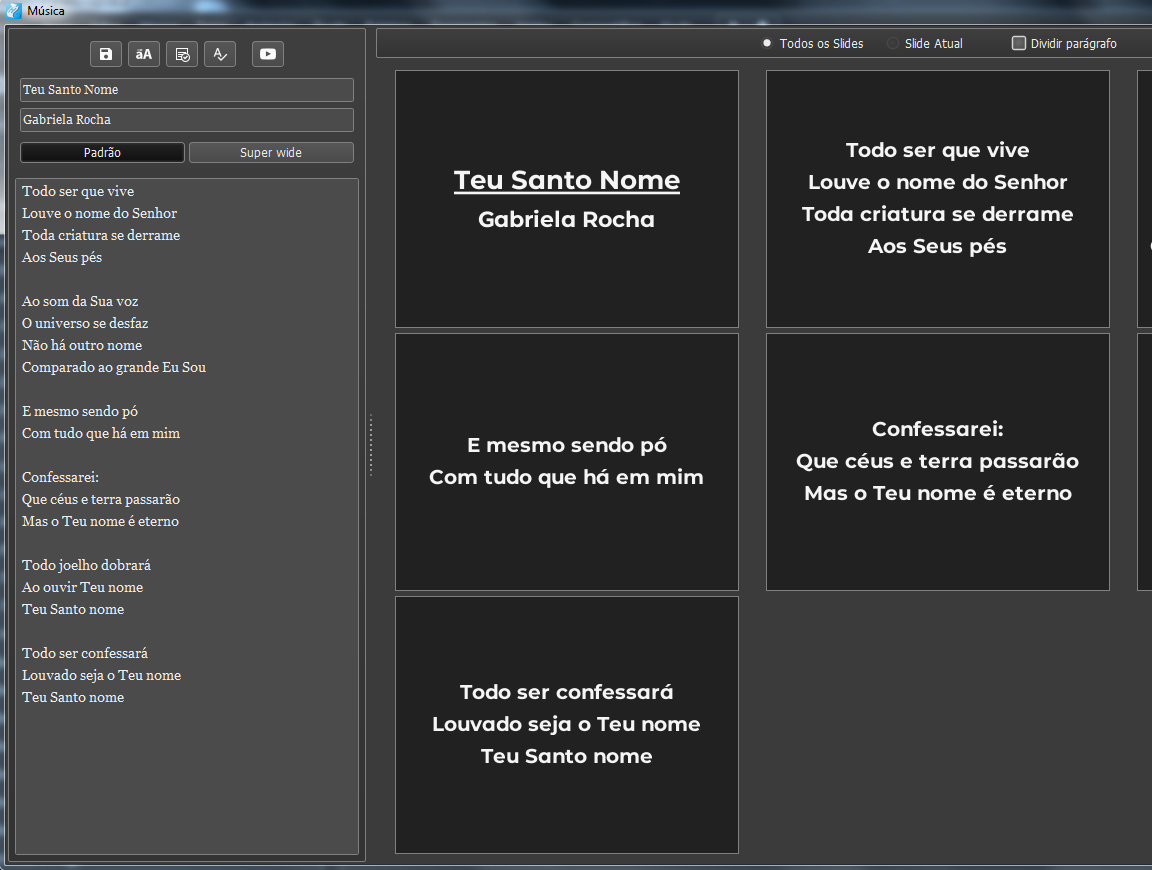 Música
āA
Teu Santo Nome
Gabriela Rocha
Padrão
Super wide
Todo ser que vive
Louve o nome do Senhor
Toda criatura se derrame
Aos Seus pés
Ao som da Sua voz
O universo se desfaz
Não há outro nome
Comparado ao grande Eu Sou
E mesmo sendo pó
Com tudo que há em mim
Confessarei:
Que céus e terra passarão
Mas o Teu nome é eterno
Todo joelho dobrará
Ao ouvir Teu nome
Teu Santo nome
Todo ser confessará
Louvado seja o Teu nome
Teu Santo nome
Todos os Slides
Slide Atual
Dividir parágrafo
Teu Santo Nome
Gabriela Rocha
Todo ser que vive
Louve o nome do Senhor
Toda criatura se derrame
Aos Seus pés
E mesmo sendo pó
Com tudo que há em mim
Confessarei:
Que céus e terra passarão
Mas o Teu nome é eterno
Todo ser confessará
Louvado seja o Teu nome
Teu Santo nome